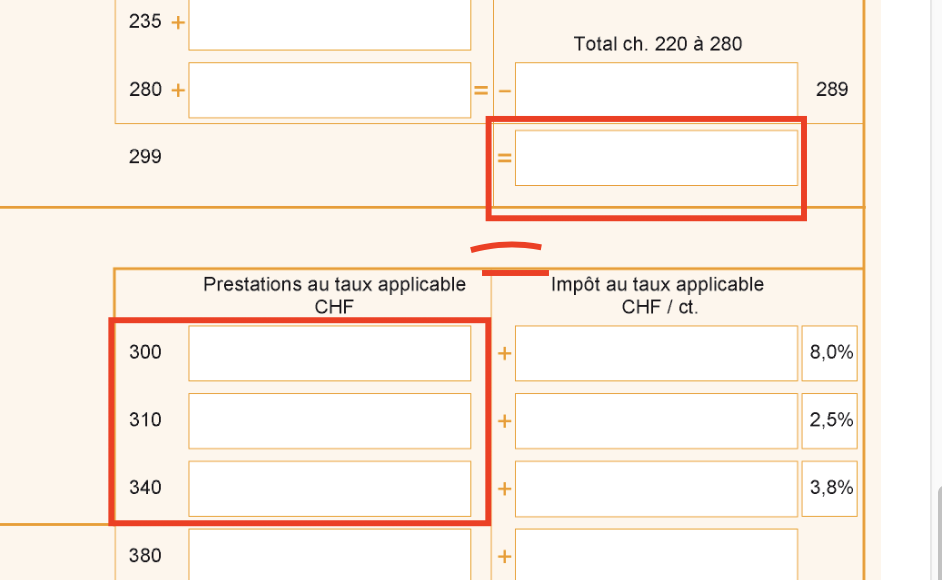 235 +
Total ch. 220 à 280
280 + = − 289
299 =
Prestations au taux applicable
CHF
Impôt au taux applicable
CHF / ct.
300 + 8,0%
310 + 2,5%
340 + 3,8%
380 +